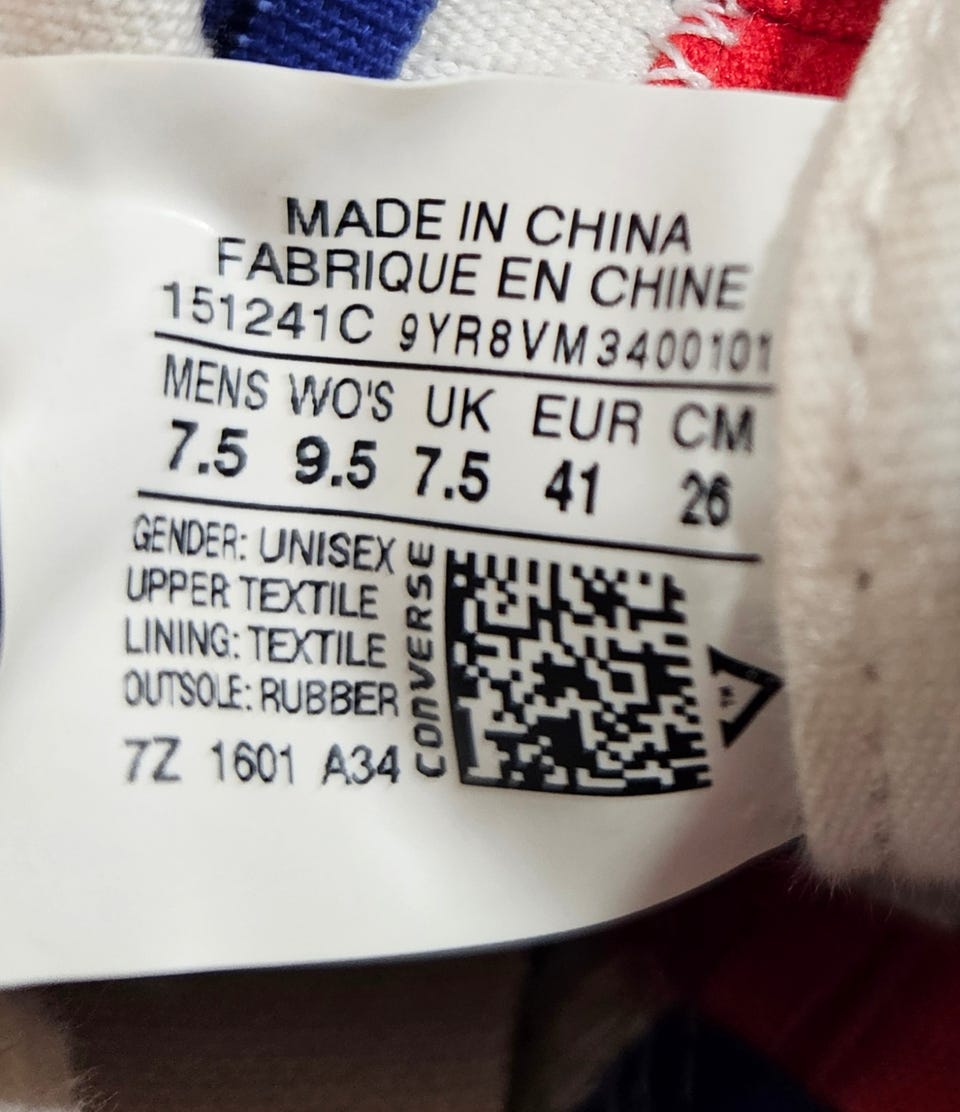 MADE IN CHINA
FABRIQUE EN CHINE
151241C 9YR8VM3400101
MENS WO'S UK EUR CM
7.5 9.5 7.5 41 26
GENDER: UNISEX
UPPER TEXTILE
LINING: TEXTILE
OUTSOLE: RUBBER
7Z 1601 A34
CONVERSE
TM